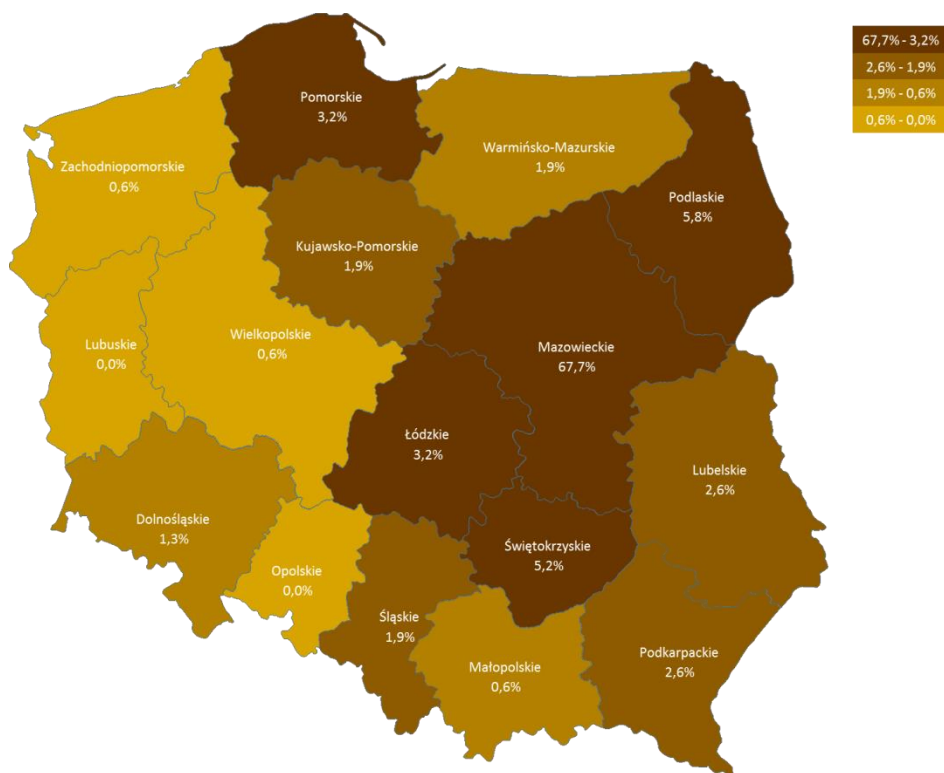 67,7% - 3,2%
2,6% - 1,9%
1,9% - 0,6%
0,6% - 0,0%
Pomorskie
3,2%
Warmińsko-Mazurskie
1,9%
Zachodniopomorskie
0,6%
Podlaskie
5,8%
Kujawsko-Pomorskie
1,9%
Lubuskie
0,0%
Wielkopolskie
0,6%
Mazowieckie
67,7%
Łódzkie
3,2%
Lubelskie
2,6%
Dolnośląskie
1,3%
Świętokrzyskie
5,2%
Opolskie
0,0%
Śląskie
1,9%
Małopolskie
0,6%
Podkarpackie
2,6%